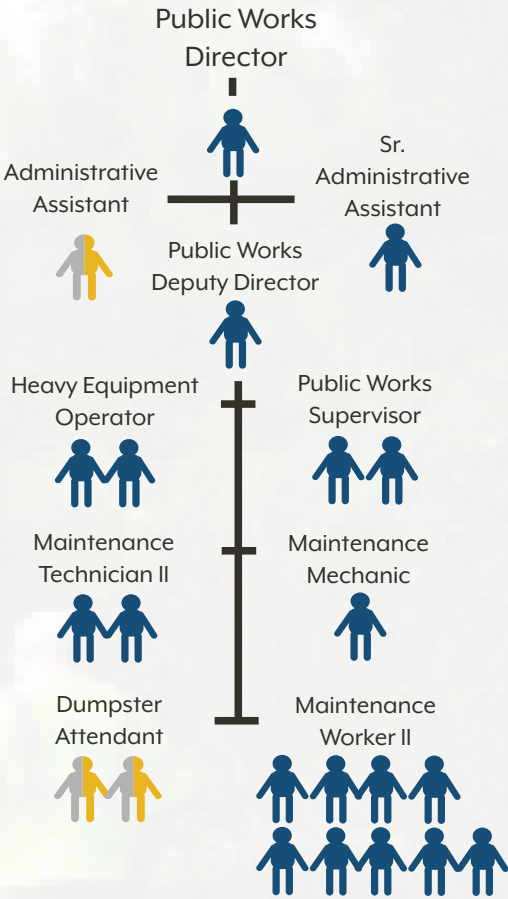 Public Works
Director
Administrative
Assistant
Sr.
Administrative
Assistant
Public Works
Deputy Director
Heavy Equipment
Operator
Public Works
Supervisor
Maintenance
Technician II
Maintenance
Mechanic
Dumpster
Attendant
Maintenance
Worker II